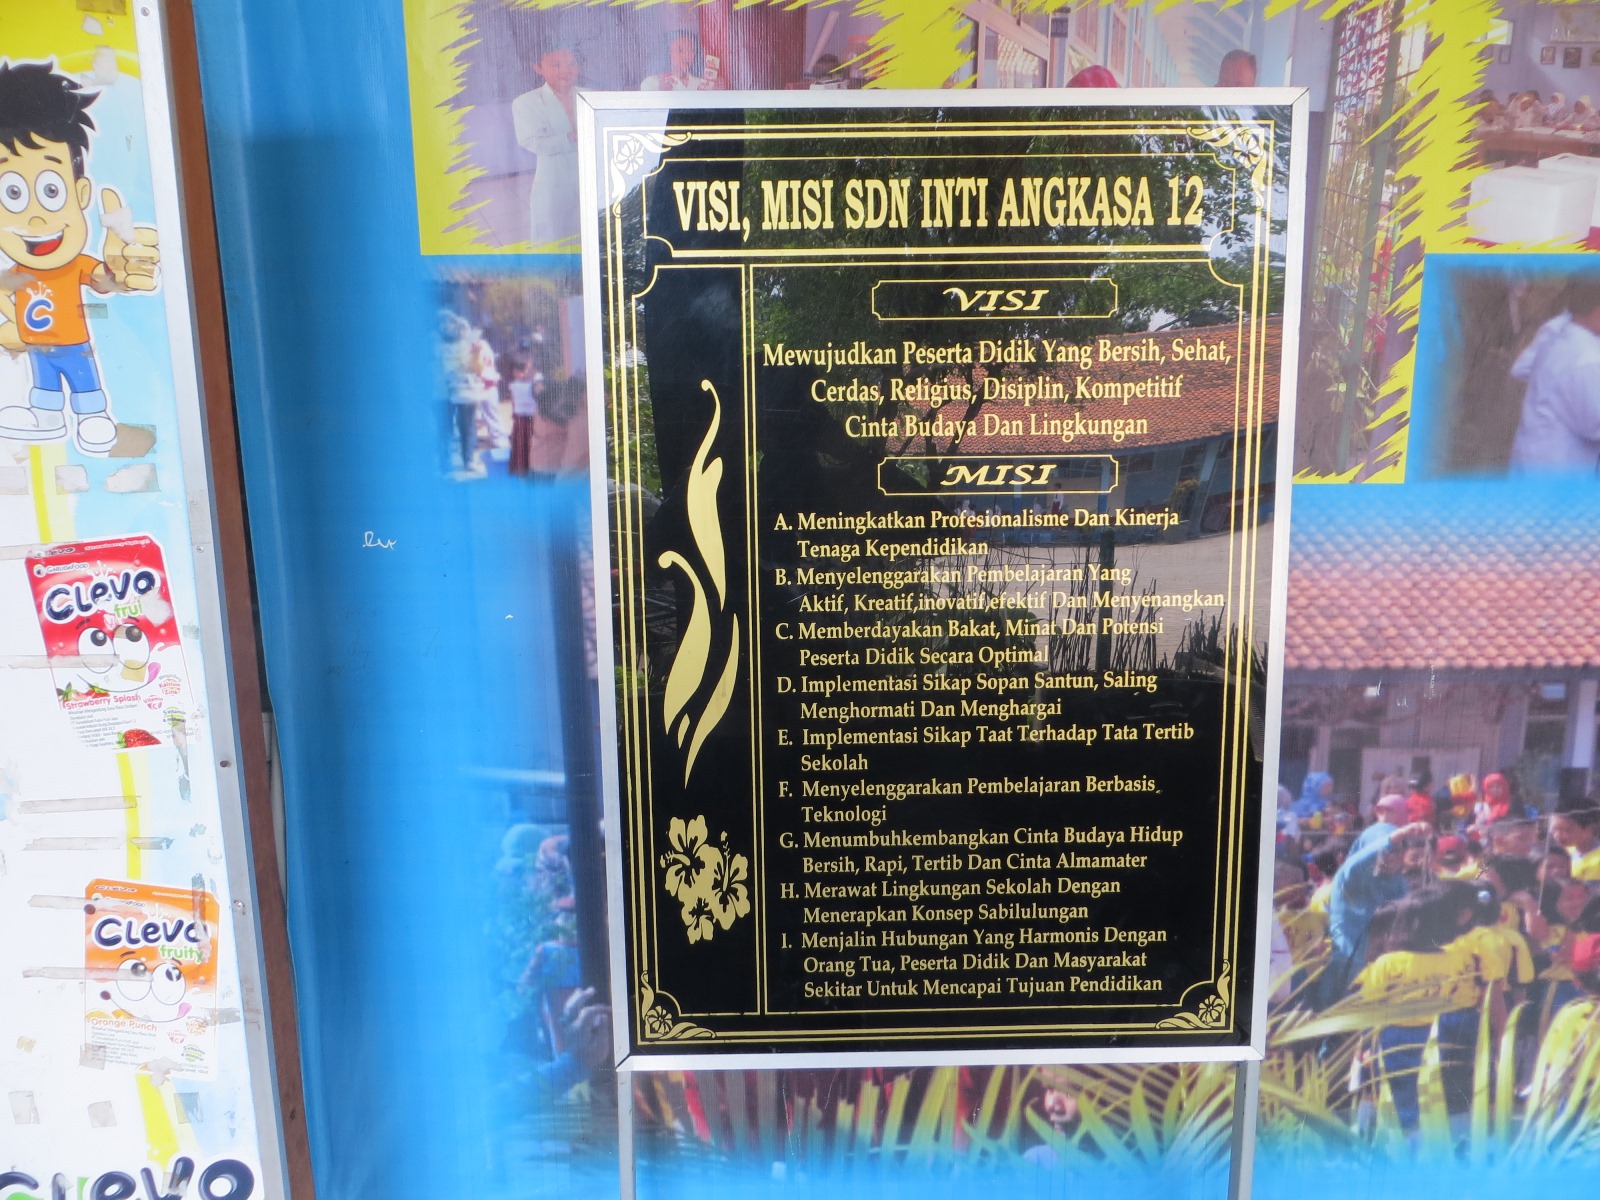 VISI, MISI SDN INTI ANGKASA 12
VISI
Mewujudkan Peserta Didik Yang Bersih, Sehat,
Cerdas, Religius, Disiplin, Kompetitif
Cinta Budaya Dan Lingkungan
MISI
A. Meningkatkan Profesionalisme Dan Kinerja
Tenaga Kependidikan
B. Menyelenggarakan Pembelajaran Yang
Aktif, Kreatif,inovatif,efektif Dan Menyenangkan
C. Memberdayakan Bakat, Minat Dan Potensi
Peserta Didik Secara Optimal
D. Implementasi Sikap Sopan Santun, Saling
Menghormati Dan Menghargai
E. Implementasi Sikap Taat Terhadap Tata Tertib
Sekolah
F. Menyelenggarakan Pembelajaran Berbasis
Teknologi
G. Menumbuhkembangkan Cinta Budaya Hidup
Bersih, Rapi, Tertib Dan Cinta Almamater
H. Merawat Lingkungan Sekolah Dengan
Menerapkan Konsep Sabilulungan
I. Menjalin Hubungan Yang Harmonis Dengan
Orang Tua, Peserta Didik Dan Masyarakat
Sekitar Untuk Mencapai Tujuan Pendidikan
C
GARUDAFOOD
CLevo
frui
Strawberry Splash
CLevo
fruity
Orange Punch
CLevo